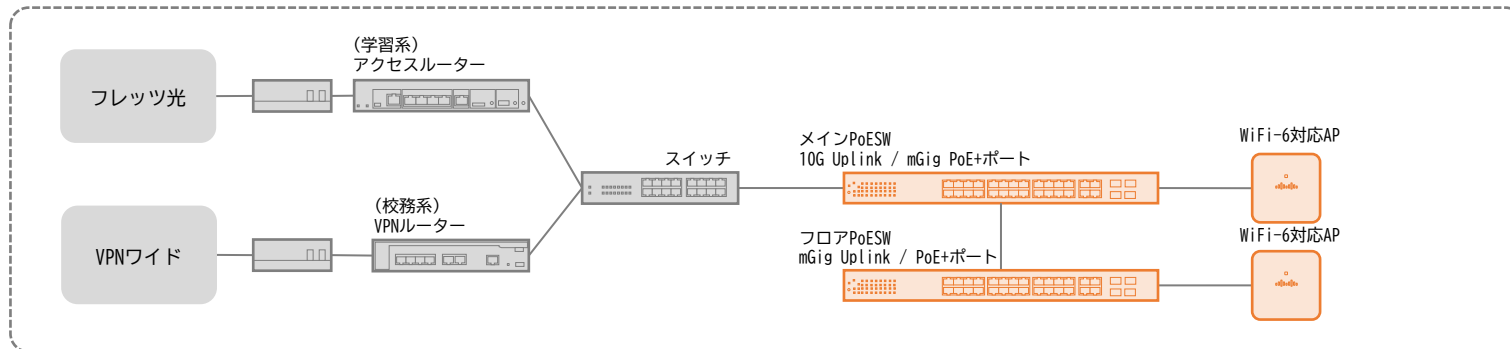 (学習系)
アクセスルーター
フレッツ光
スイッチ
メインPoESW
10G Uplink / mGig PoE+ポート
WiFi-6対応AP
(校務系)
VPNルーター
VPNワイド
フロアPoESW
mGig Uplink / PoE+ポート
WiFi-6対応AP